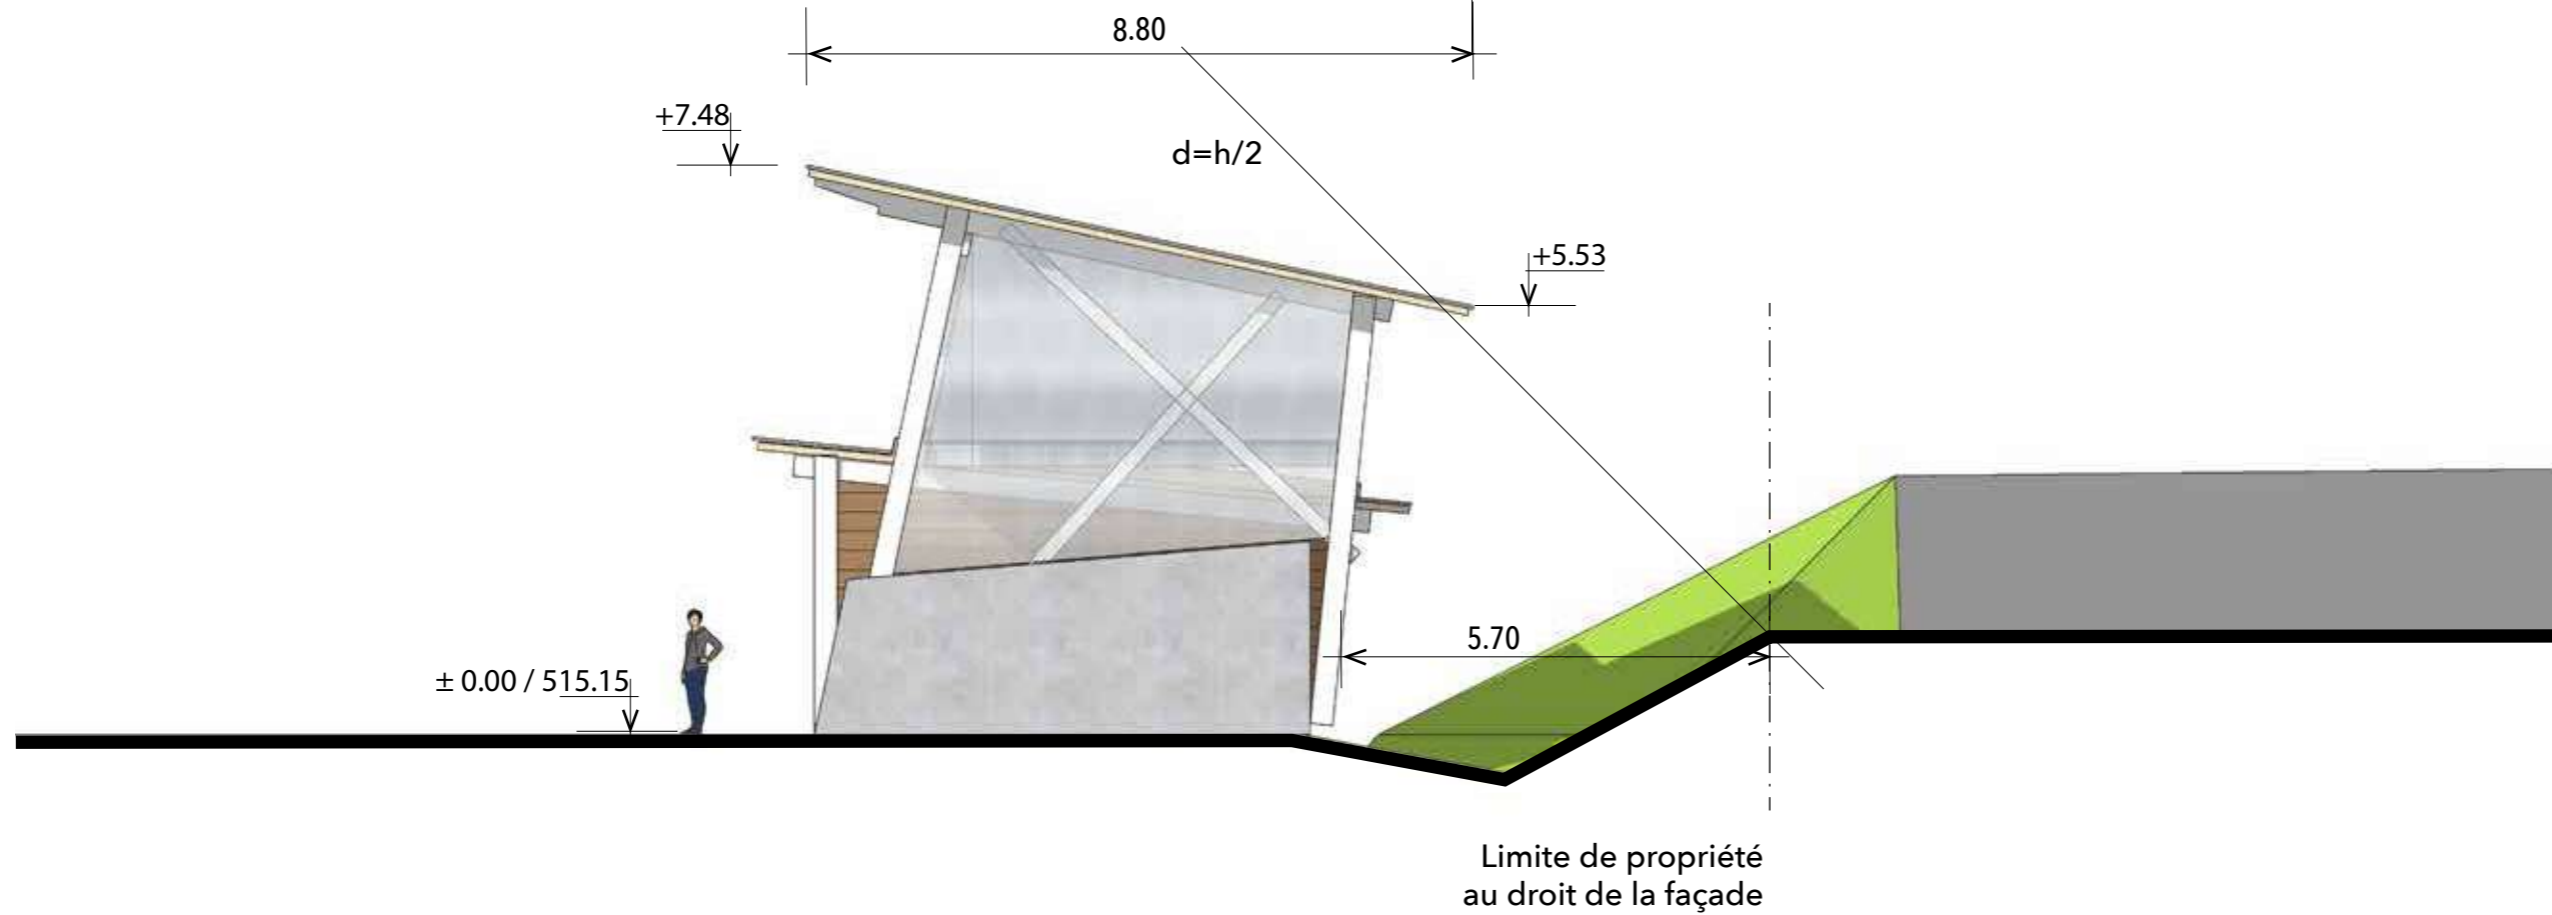 8.80
+7.48
d=h/2
+5.53
5.70
± 0.00 / 515.15
Limite de propriété
au droit de la façade